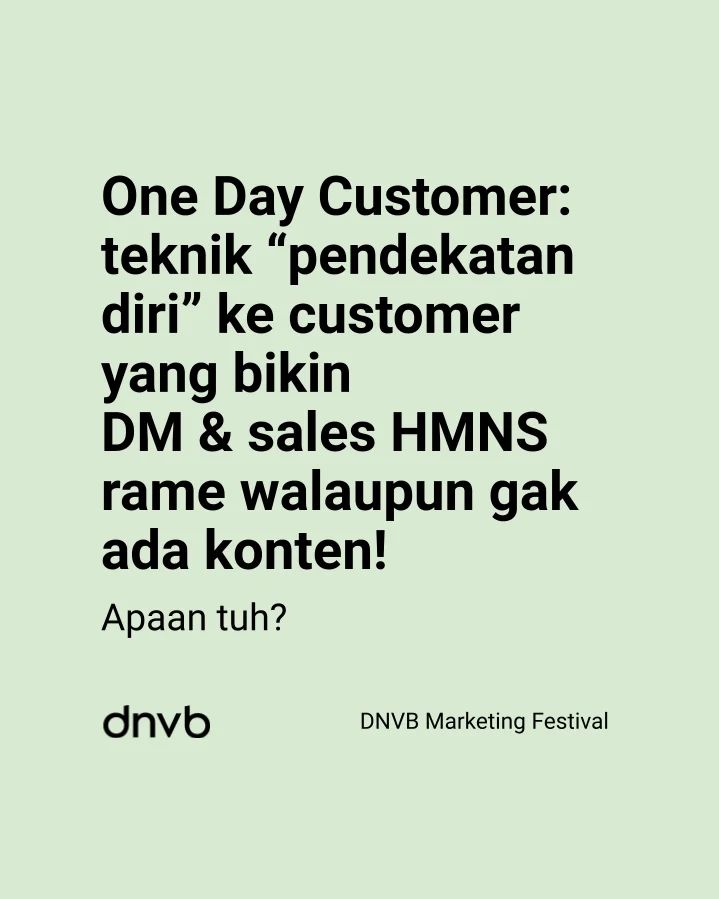 One Day Customer:
teknik “pendekatan
diri” ke customer
yang bikin
DM & sales HMNS
rame walaupun gak
ada konten!
Apaan tuh?
dnvb
DNVB Marketing Festival